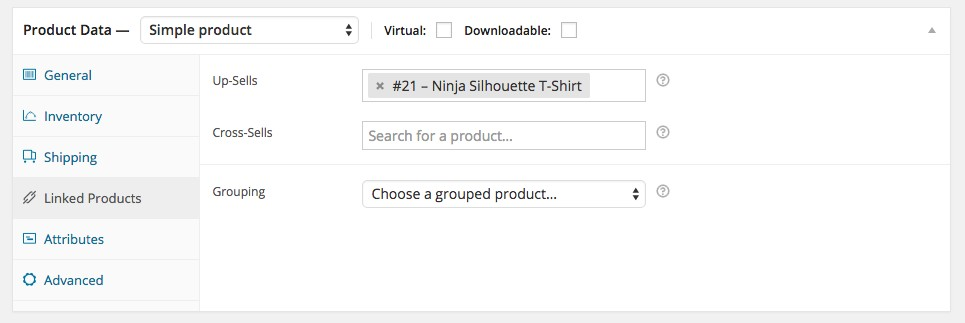 Product Data — Simple product Virtual: Downloadable:
General
Inventory
Shipping
Linked Products
Attributes
Advanced
Up-Sells × #21 – Ninja Silhouette T-Shirt ?
Cross-Sells Search for a product... ?
Grouping Choose a grouped product... ?